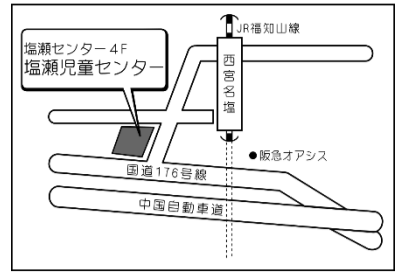 JR福知山線
塩瀬センター4F
塩瀬児童センター
西宮名塩
●阪急オアシス
国道176号線
中国自動車道